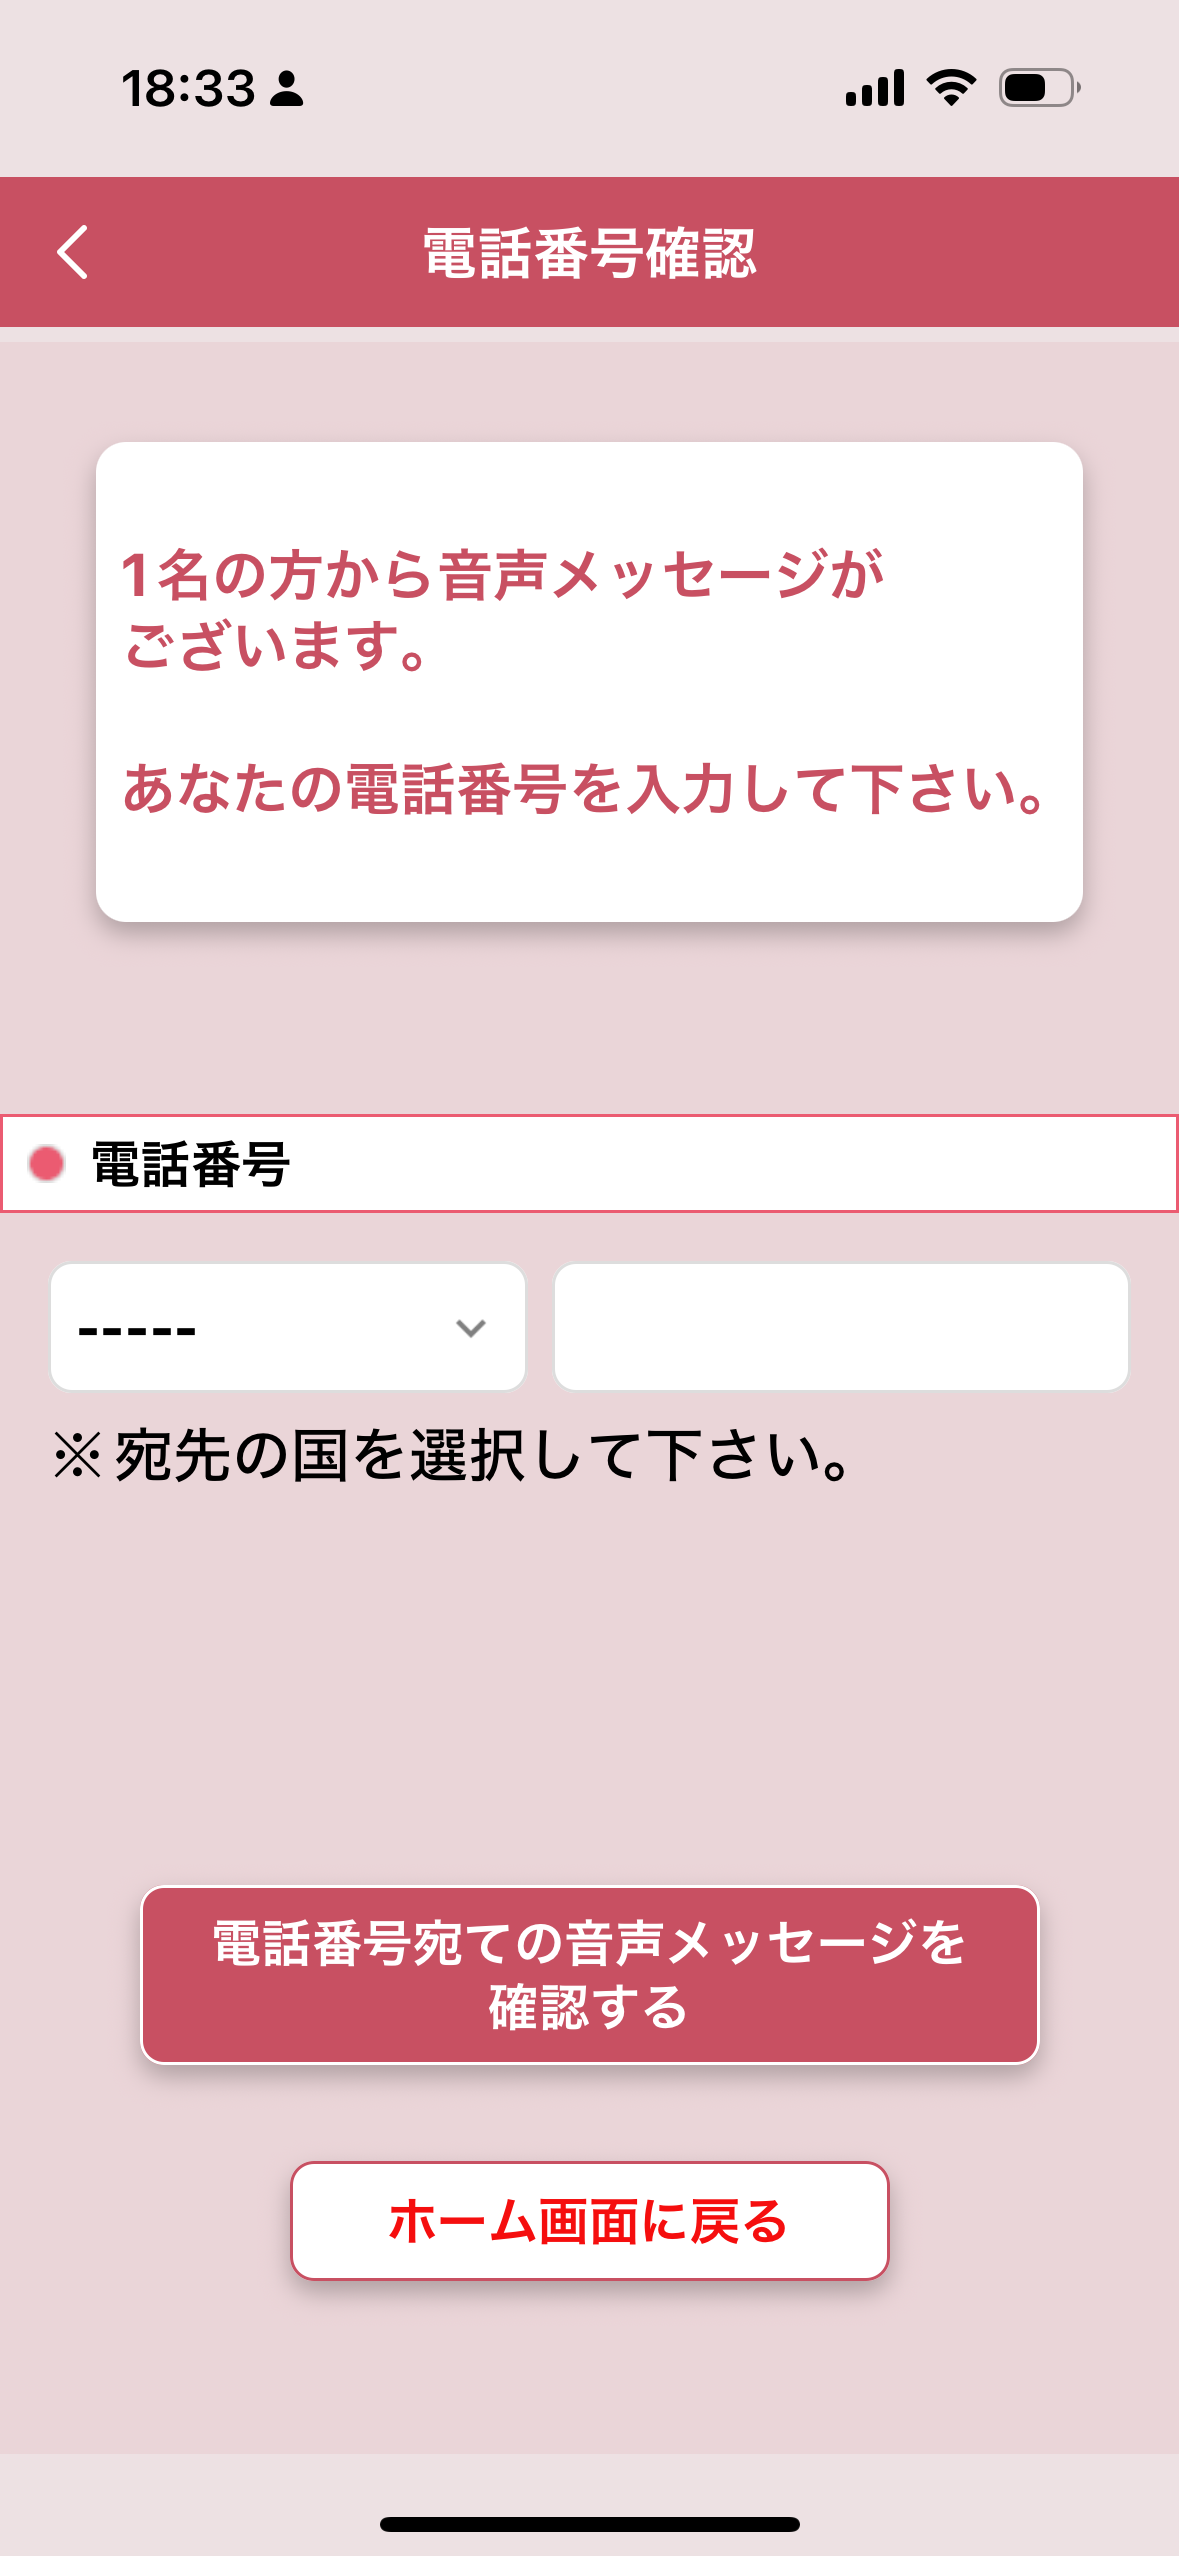 18:33
電話番号確認
1名の方から音声メッセージが
ございます。
あなたの電話番号を入力して下さい。
電話番号
-----
※宛先の国を選択して下さい。
電話番号宛ての音声メッセージを
確認する
ホーム画面に戻る